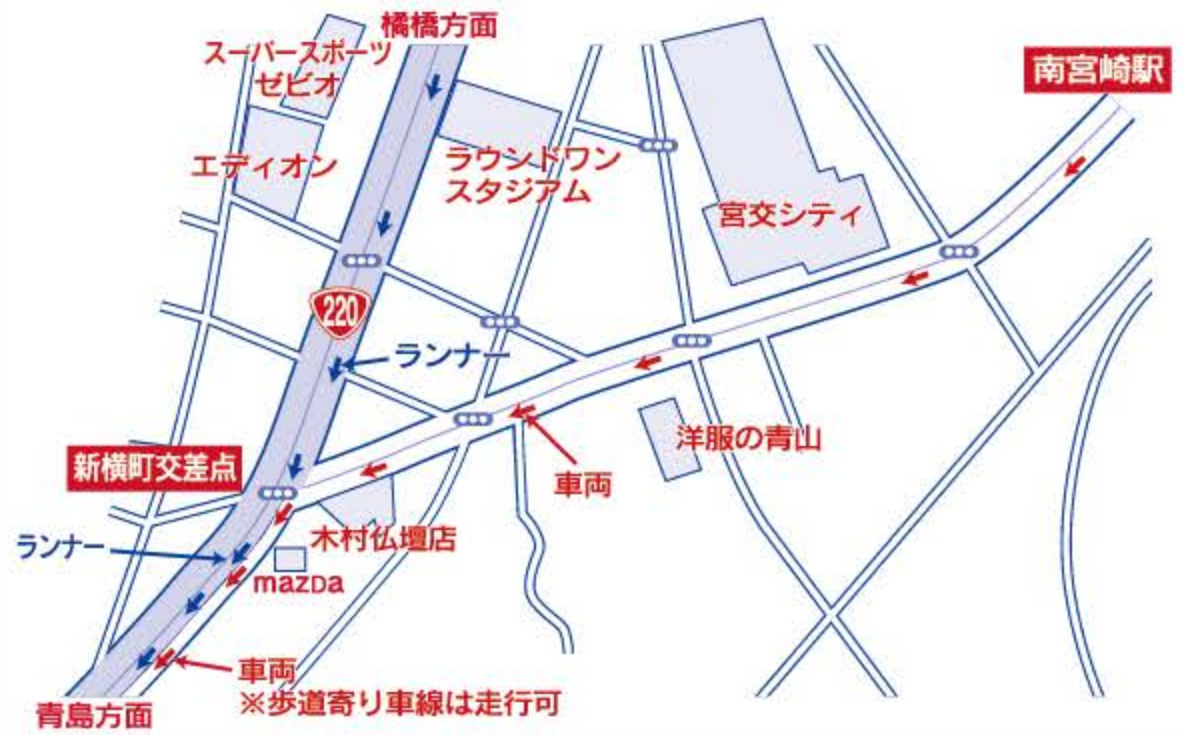 橘橋方面
スーパースポーツ
ゼビオ
南宮崎駅
エディオン
ラウンドワン
スタジアム
宮交シティ
220
ランナー
洋服の青山
新横町交差点
車両
木村仏壇店
ランナー
mazDa
車両
※歩道寄り車線は走行可
青島方面